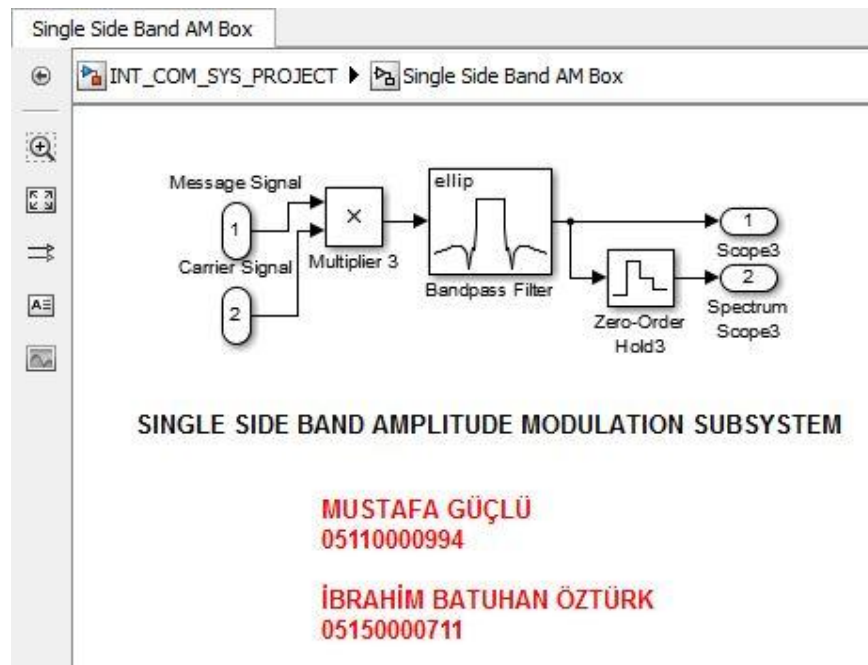 Single Side Band AM Box
INT_COM_SYS_PROJECT Single Side Band AM Box
Message Signal
1
Carrier Signal
2
×
Multiplier 3
ellip
Bandpass Filter
Zero-Order
Hold3
1
Scope3
2
Spectrum
Scope3
SINGLE SIDE BAND AMPLITUDE MODULATION SUBSYSTEM
MUSTAFA GÜÇLÜ
05110000994
İBRAHİM BATUHAN ÖZTÜRK
05150000711